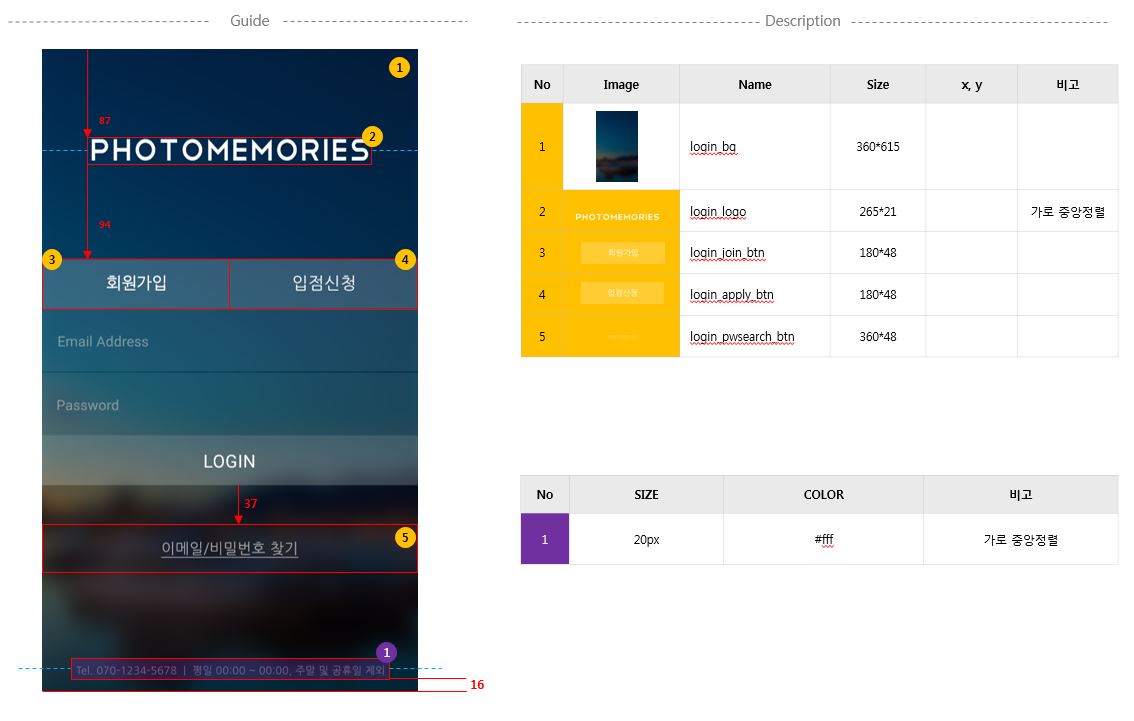 Guide
1
87
PHOTOMEMORIES
2
94
3
4
회원가입
입점신청
Email Address
Password
LOGIN
37
이메일/비밀번호 찾기
5
1
Tel. 070-1234-5678 | 평일 00:00 ~ 00:00, 주말 및 공휴일 제외
16
Description
No Image Name Size x, y 비고
1 login_bg 360*615
2 PHOTOMEMORIES login_logo 265*21 가로 중앙정렬
3 회원가입 login_join_btn 180*48
4 입점신청 login_apply_btn 180*48
5 login_pwsearch_btn 360*48
No SIZE COLOR 비고
1 20px #fff 가로 중앙정렬